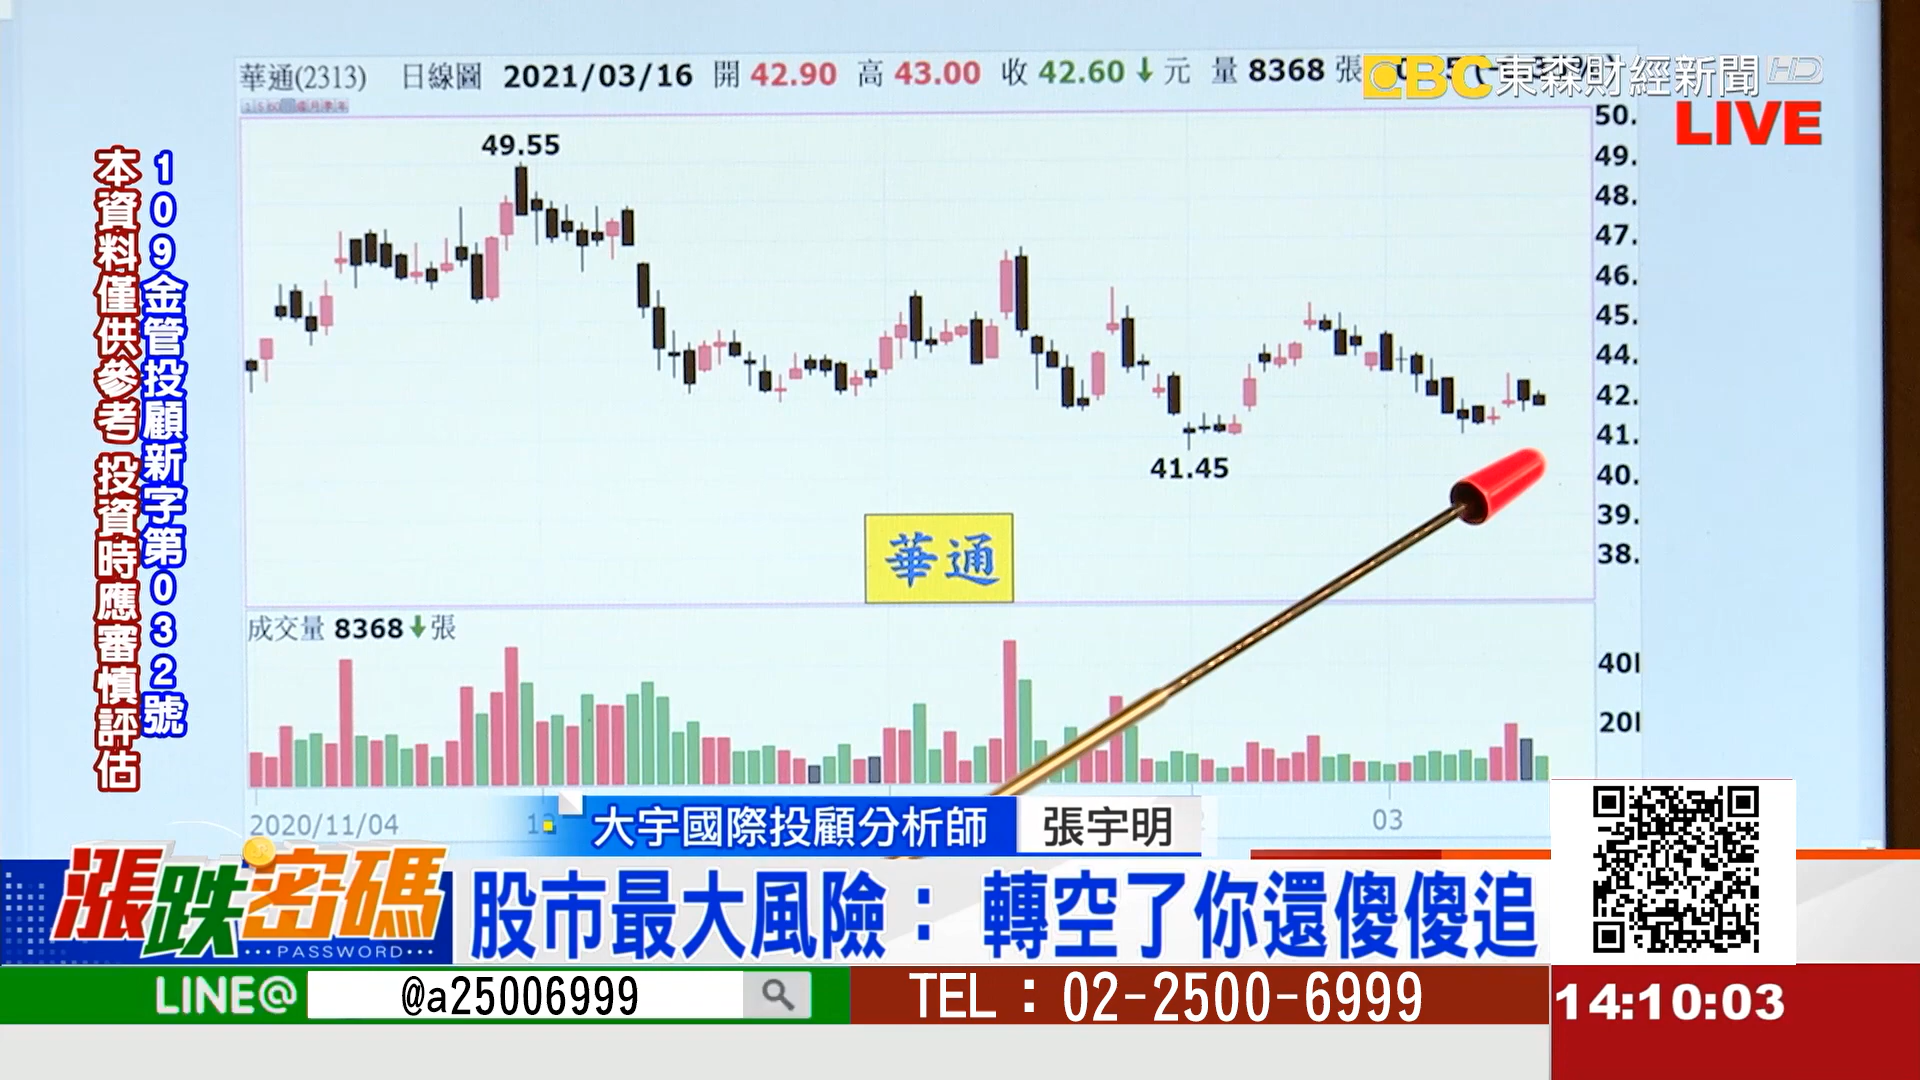 華通(2313) 日線圖 2021/03/16 開 42.90 高 43.00 收 42.60↓元 量 8368 張
EBC東森財經新聞HD
LIVE
本資料僅供參考 投資時應審慎評估
109金管投顧新字第032號
49.55
41.45
華通
50.
49.
48.
47.
46.
45.
44.
42.
41.
40.
39.
38.
成交量 8368↓張
2020/11/04
03
大宇國際投顧分析師 張宇明
漲跌密碼
PASSWORD
股市最大風險： 轉空了你還傻傻追
LINE@ @a25006999
TEL：02-2500-6999
14:10:03